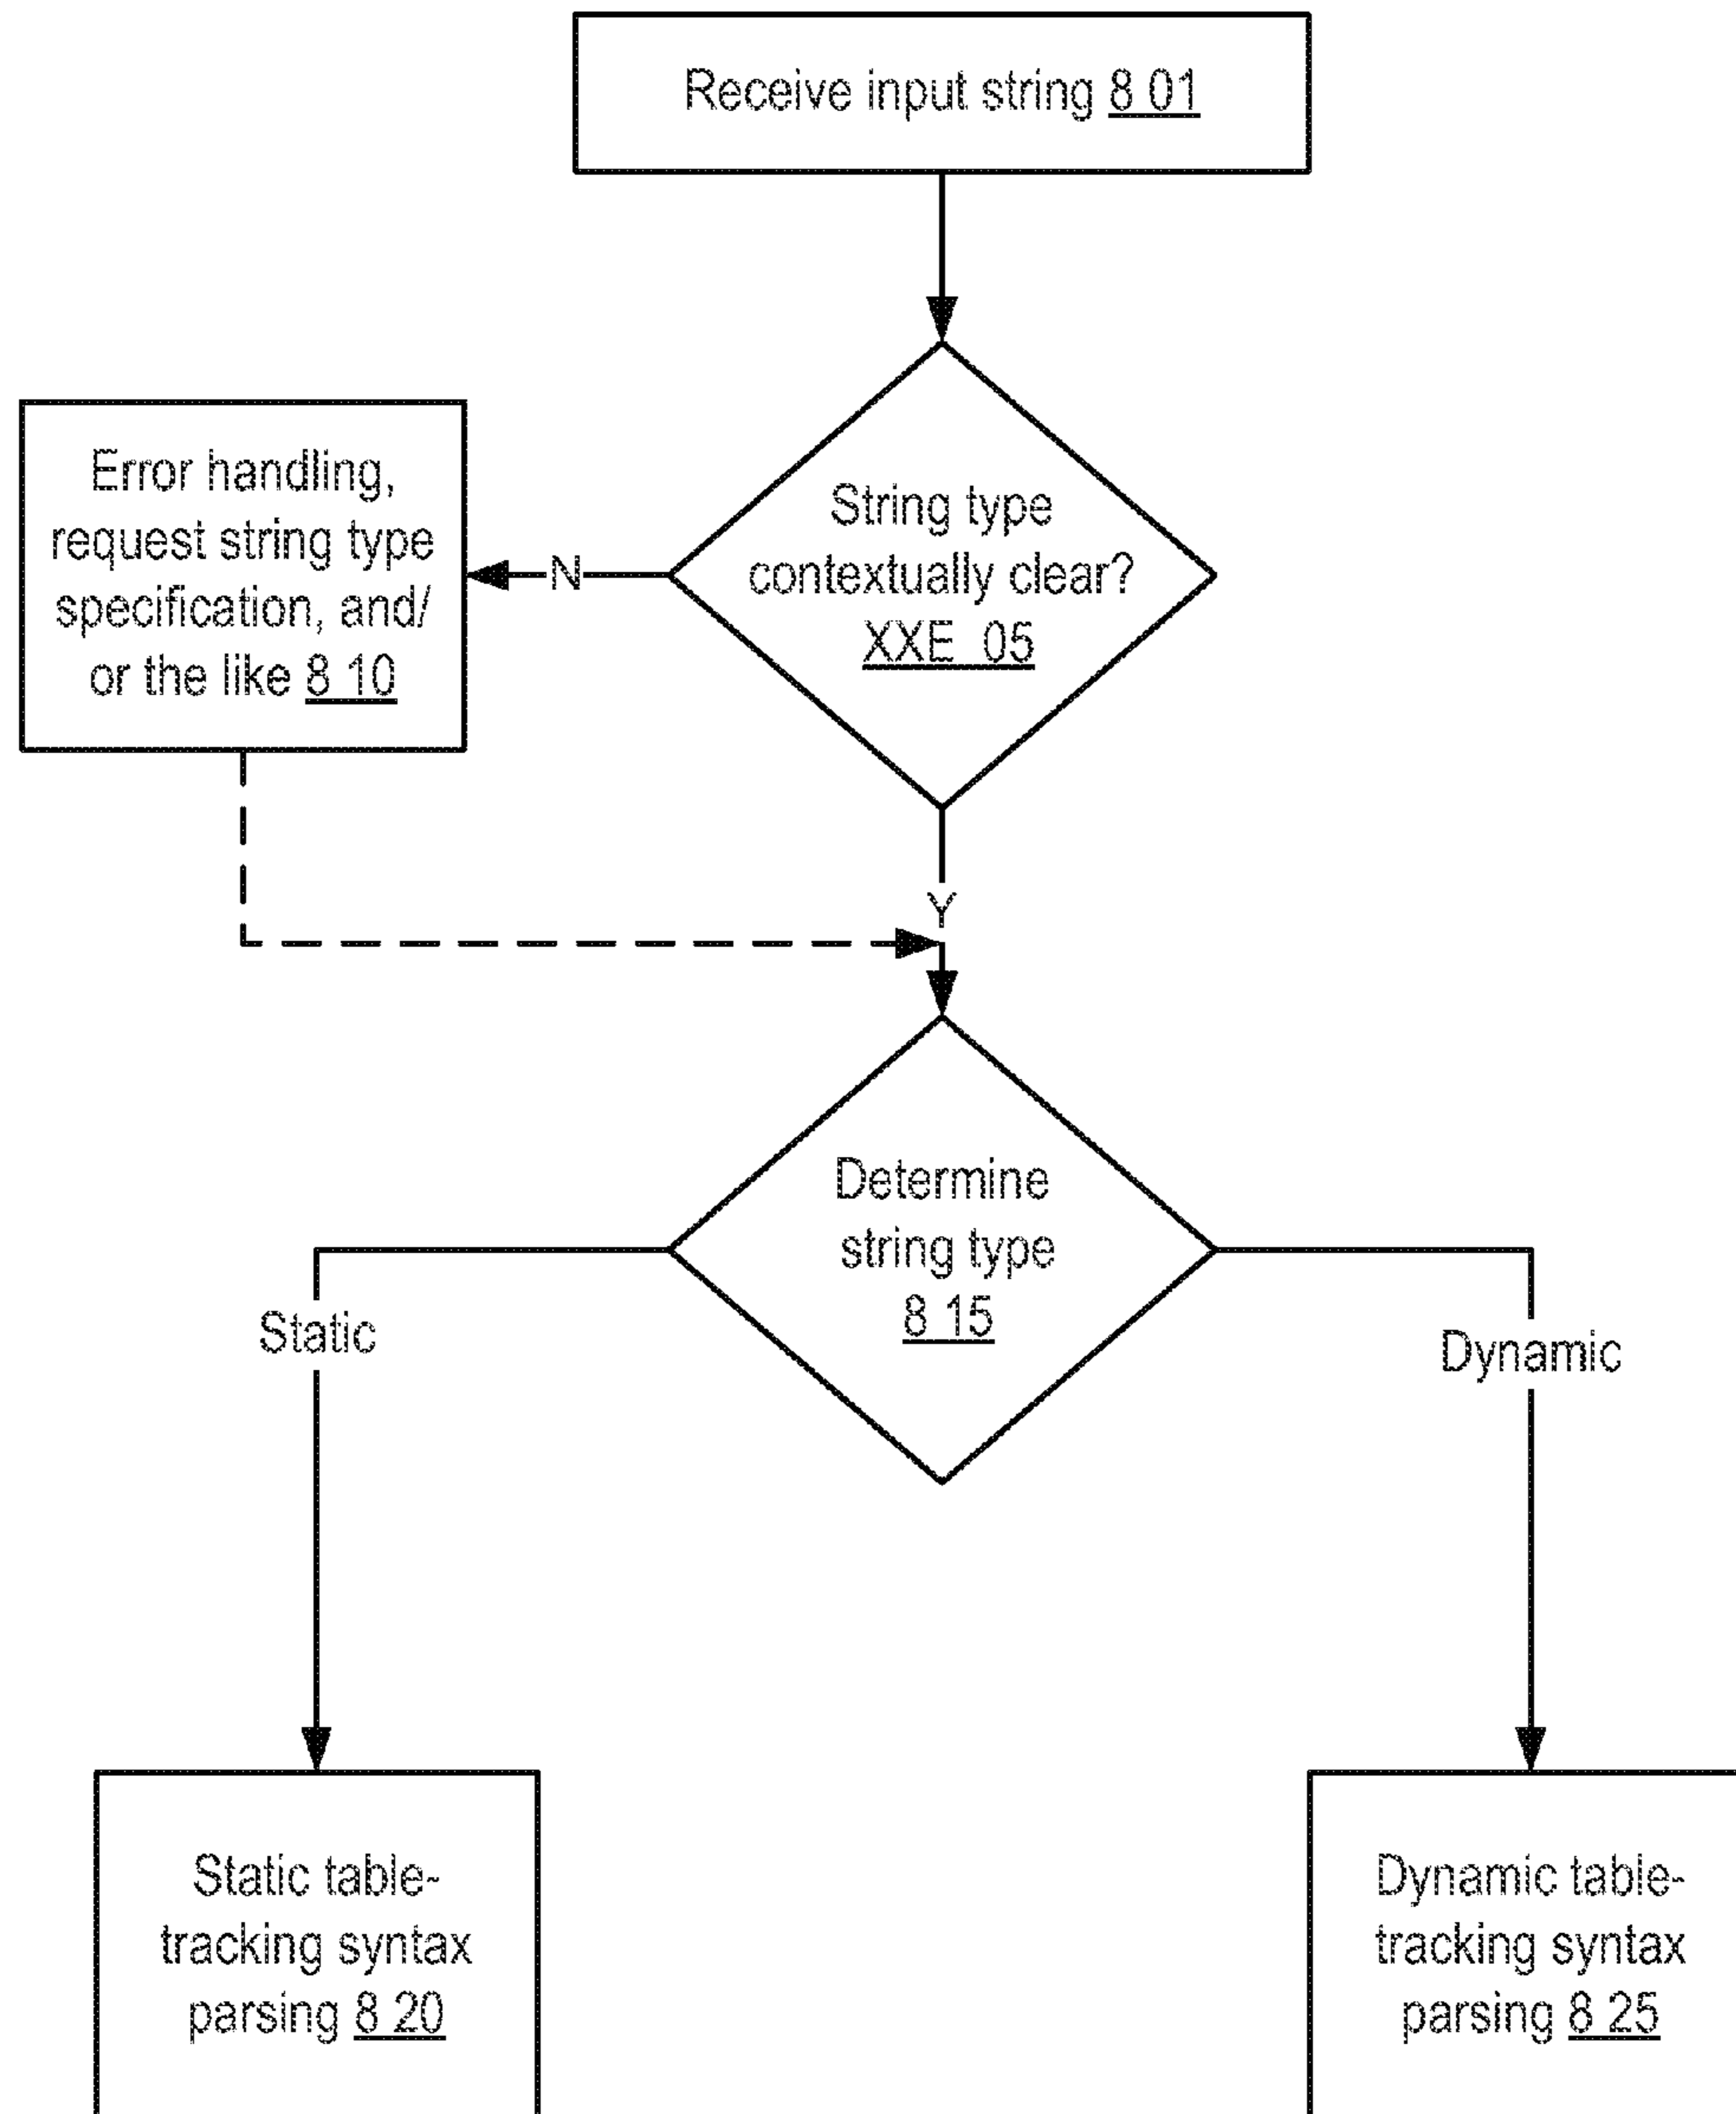 Receive input string 8 01
String type
contextually clear?
XXE 05
N
Error handling,
request string type
specification, and/
or the like 8 10
Y
Determine
string type
8 15
Static
Dynamic
Static table-
tracking syntax
parsing 8 20
Dynamic table-
tracking syntax
parsing 8 25